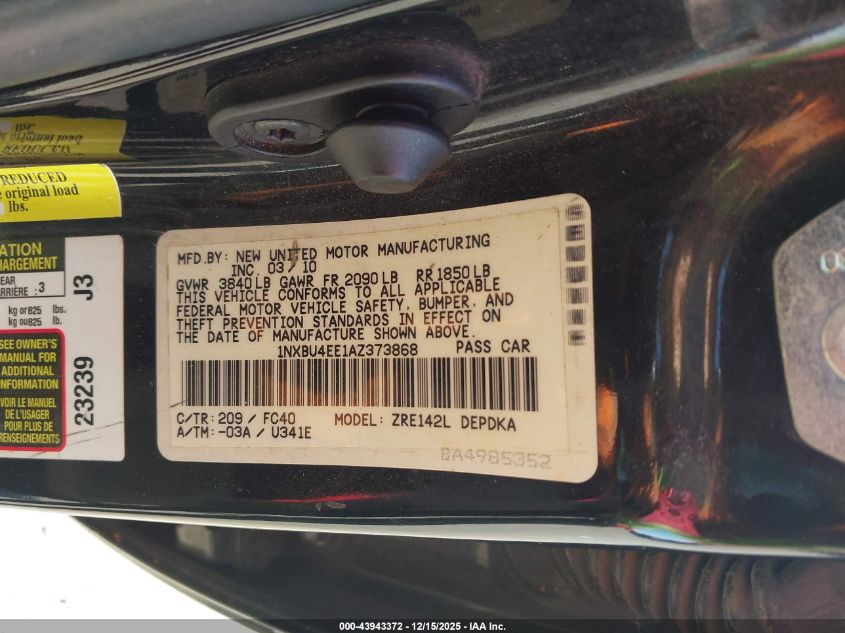 REDUCED
original load
lbs.
ATION
HARGEMENT
EAR
ARRIÈRE : 3
kg or825 lbs.
kg ou825 lb.
J3
23239
SEE OWNER'S
MANUAL FOR
ADDITIONAL
INFORMATION
VOIR LE MANUEL
DE L'USAGER
POUR PLUS DE
RENSEIGNEMENTS
MFD.BY: NEW UNITED MOTOR MANUFACTURING
INC. 03/10
GVWR 3840LB GAWR FR 2090LB RR1850LB
THIS VEHICLE CONFORMS TO ALL APPLICABLE
FEDERAL MOTOR VEHICLE SAFETY, BUMPER, AND
THEFT PREVENTION STANDARDS IN EFFECT ON
THE DATE OF MANUFACTURE SHOWN ABOVE.
1NXBU4EE1AZ373868 PASS CAR
C/TR: 209 / FC40 MODEL: ZRE142L DEPDKA
A/TM: -03A / U341E
BA4985352
000-43943372 - 12/15/2025 - IAA Inc.